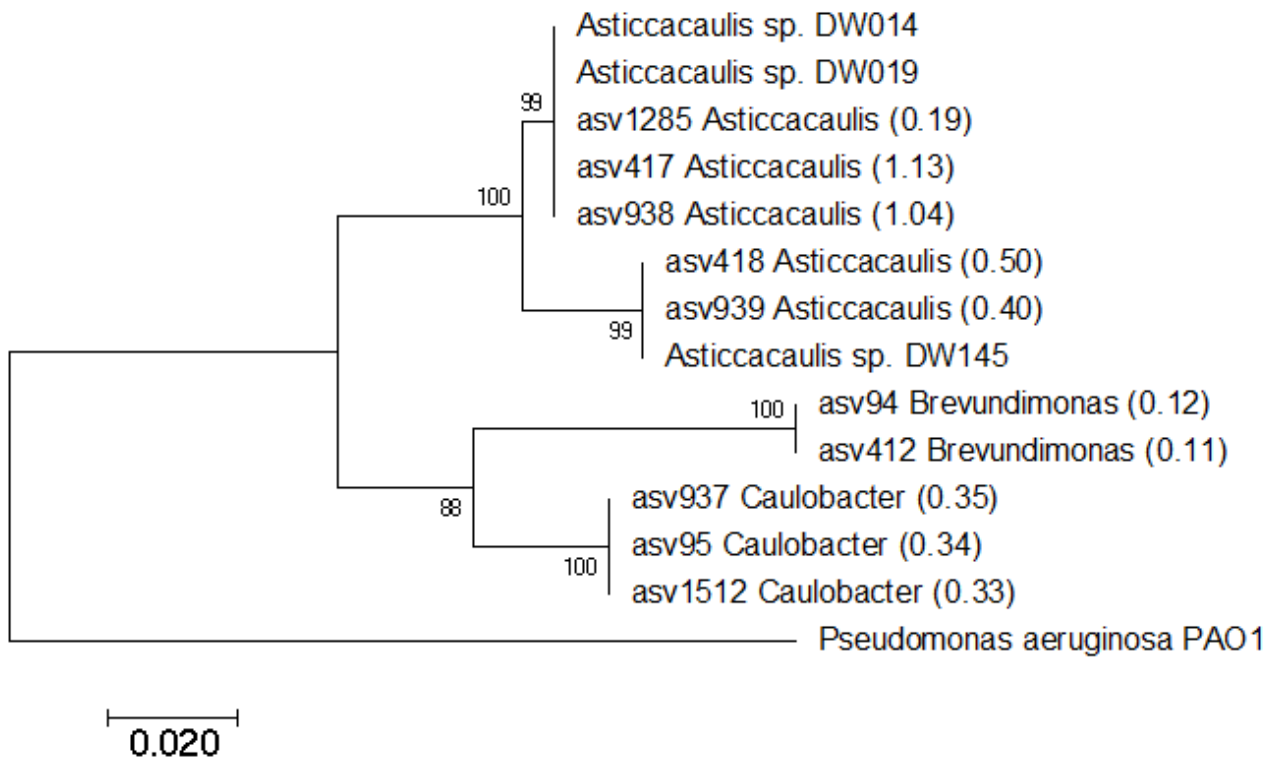 Asticcacaulis sp. DW014
Asticcacaulis sp. DW019
99
asv1285 Asticcacaulis (0.19)
asv417 Asticcacaulis (1.13)
100
asv938 Asticcacaulis (1.04)
asv418 Asticcacaulis (0.50)
asv939 Asticcacaulis (0.40)
99
Asticcacaulis sp. DW145
100
asv94 Brevundimonas (0.12)
asv412 Brevundimonas (0.11)
88
asv937 Caulobacter (0.35)
asv95 Caulobacter (0.34)
100
asv1512 Caulobacter (0.33)
Pseudomonas aeruginosa PAO1
0.020